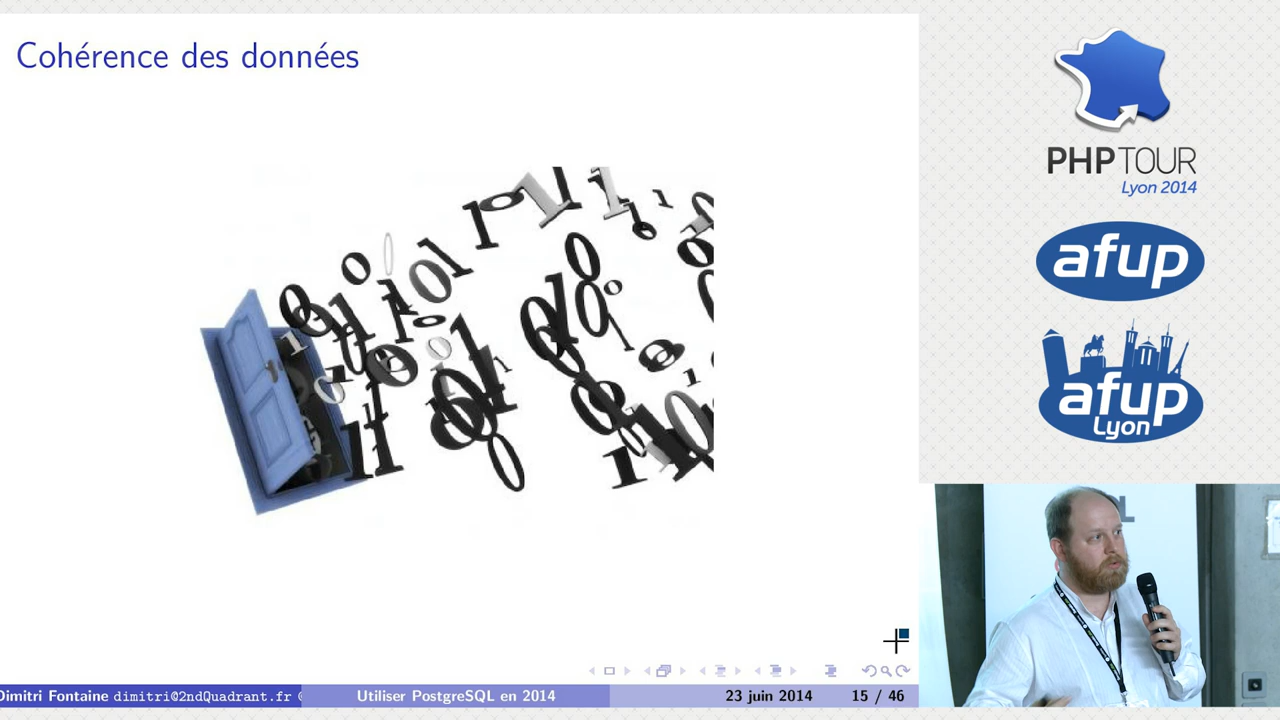 Cohérence des données
PHPTOUR
Lyon 2014
afup
afup
Lyon
Dimitri Fontaine dimitri@2ndQuadrant.fr
Utiliser PostgreSQL en 2014
23 juin 2014
15 / 46